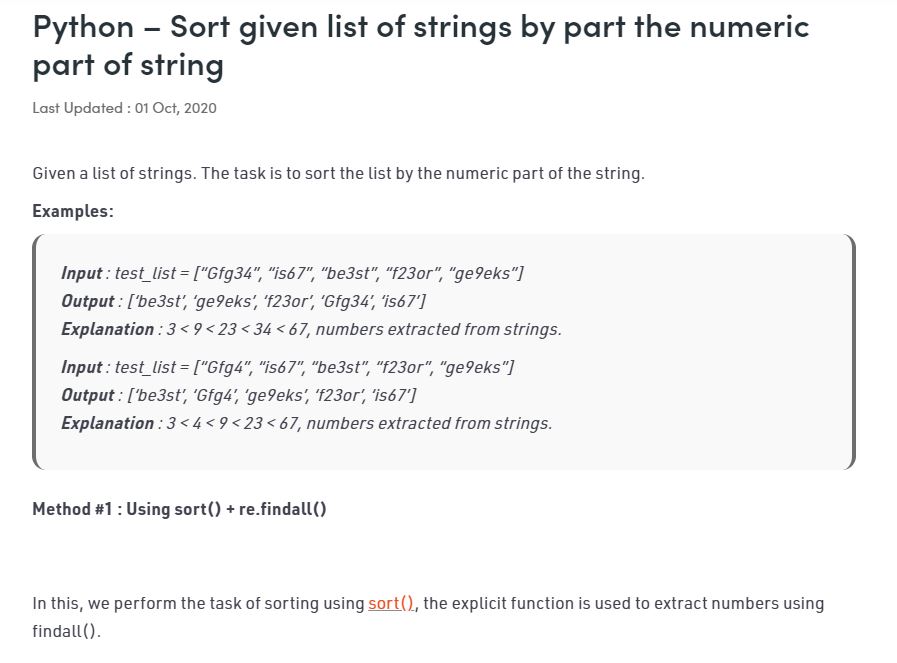 Python – Sort given list of strings by part the numeric
part of string
Last Updated : 01 Oct, 2020
Given a list of strings. The task is to sort the list by the numeric part of the string.
Examples:
Input : test_list = [“Gfg34”, “is67”, “be3st”, “f23or”, “ge9eks”]
Output : [‘be3st’, ‘ge9eks’, ‘f23or’, ‘Gfg34’, ‘is67’]
Explanation : 3 < 9 < 23 < 34 < 67, numbers extracted from strings.
Input : test_list = [“Gfg4”, “is67”, “be3st”, “f23or”, “ge9eks”]
Output : [‘be3st’, ‘Gfg4’, ‘ge9eks’, ‘f23or’, ‘is67’]
Explanation : 3 < 4 < 9 < 23 < 67, numbers extracted from strings.
Method #1 : Using sort() + re.findall()
In this, we perform the task of sorting using sort(), the explicit function is used to extract numbers using
findall().